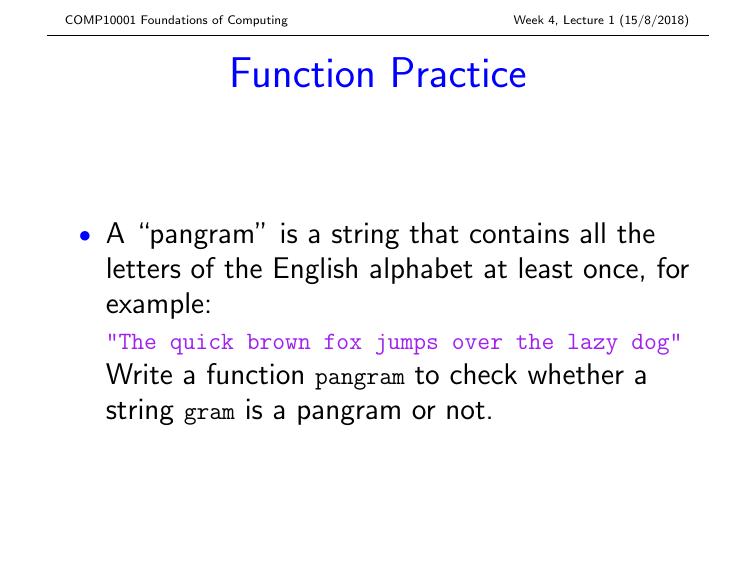 COMP10001 Foundations of Computing Week 4, Lecture 1 (15/8/2018)
Function Practice
• A “pangram” is a string that contains all the
letters of the English alphabet at least once, for
example:
"The quick brown fox jumps over the lazy dog"
Write a function pangram to check whether a
string gram is a pangram or not.